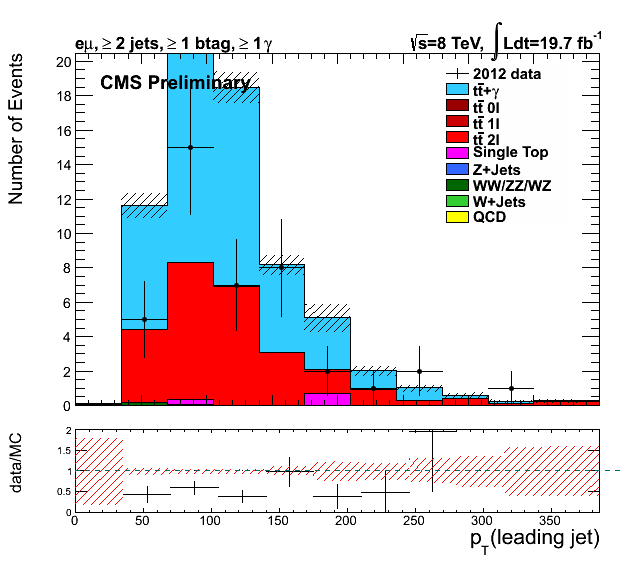 eμ, ≥ 2 jets, ≥ 1 btag, ≥ 1γ
√s=8 TeV, ∫ Ldt=19.7 fb⁻¹
CMS Preliminary
Number of Events
20
18
16
14
12
10
8
6
4
2
0
2012 data
tt̄+γ
tt̄ 0l
tt̄ 1l
tt̄ 2l
Single Top
Z+Jets
WW/ZZ/WZ
W+Jets
QCD
data/MC
2
1.5
1
0.5
0
0 50 100 150 200 250 300 350
p_T(leading jet)